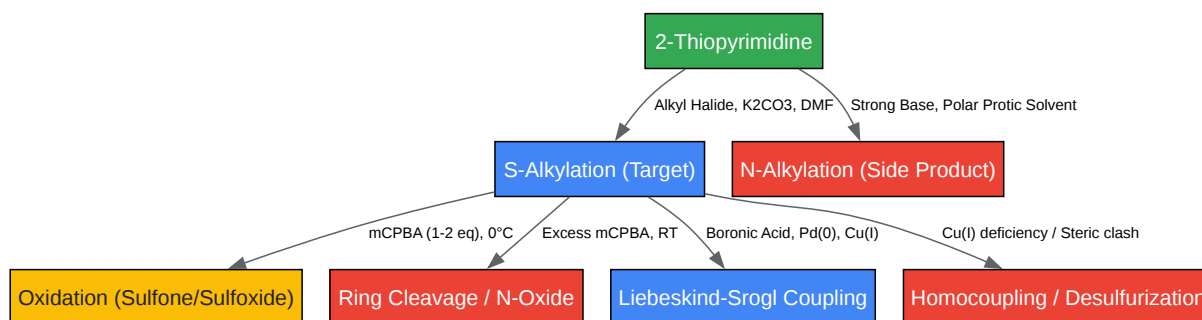 2-Thiopyrimidine
Alkyl Halide, K2CO3, DMF
Strong Base, Polar Protic Solvent
S-Alkylation (Target)
N-Alkylation (Side Product)
mCPBA (1-2 eq), 0°C
Excess mCPBA, RT
Boronic Acid, Pd(0), Cu(I)
Cu(I) deficiency / Steric clash
Oxidation (Sulfone/Sulfoxide)
Ring Cleavage / N-Oxide
Liebeskind-Srogl Coupling
Homocoupling / Desulfurization